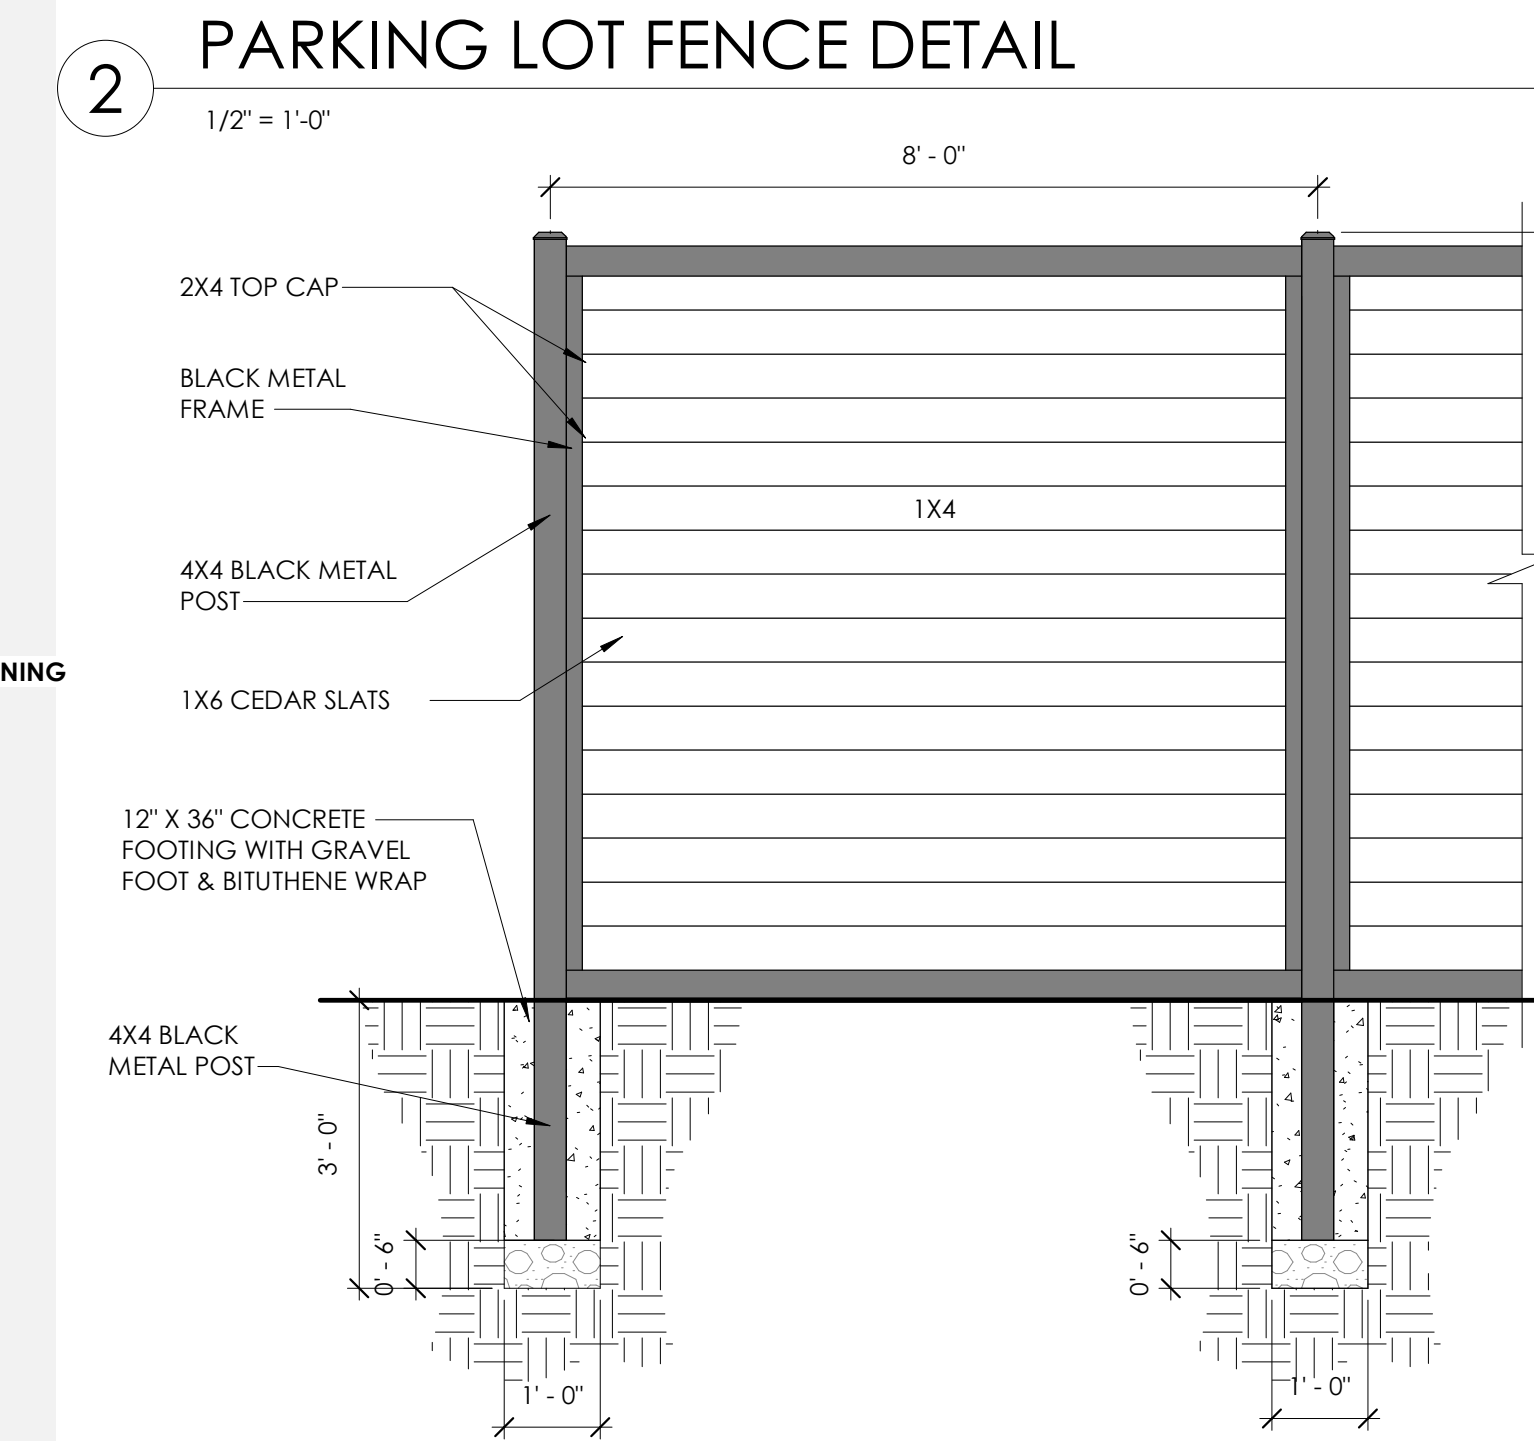 PARKING LOT FENCE DETAIL
2
1/2" = 1'-0"
8' - 0"
2X4 TOP CAP
BLACK METAL
FRAME
1X4
4X4 BLACK METAL
POST
NING
1X6 CEDAR SLATS
12" X 36" CONCRETE
FOOTING WITH GRAVEL
FOOT & BITUTHENE WRAP
4X4 BLACK
METAL POST
3' - 0"
0' - 6"
0' - 6"
1' - 0"
1' - 0"